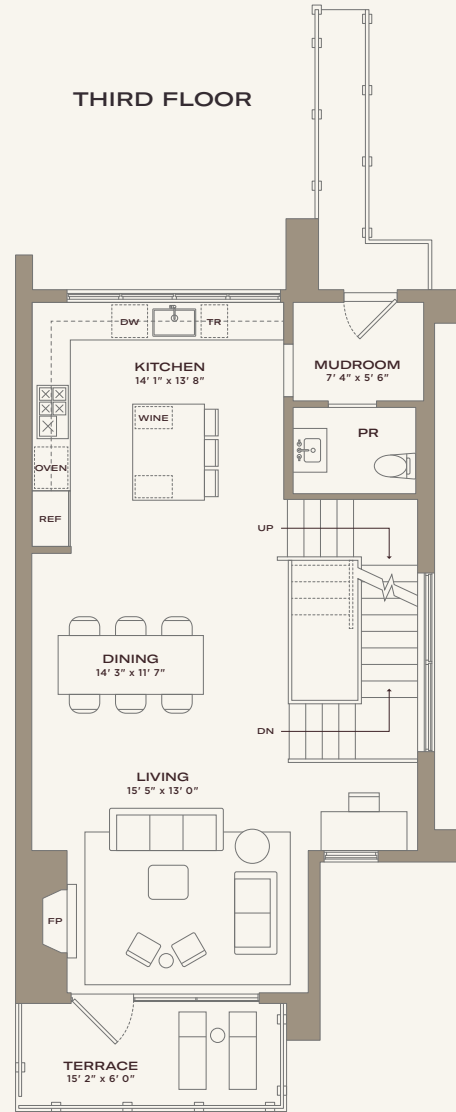 THIRD FLOOR
DW
TR
KITCHEN
14' 1" x 13' 8"
MUDROOM
7' 4" x 5' 6"
WINE
PR
OVEN
REF
UP
DINING
14' 3" x 11' 7"
DN
LIVING
15' 5" x 13' 0"
FP
TERRACE
15' 2" x 6' 0"